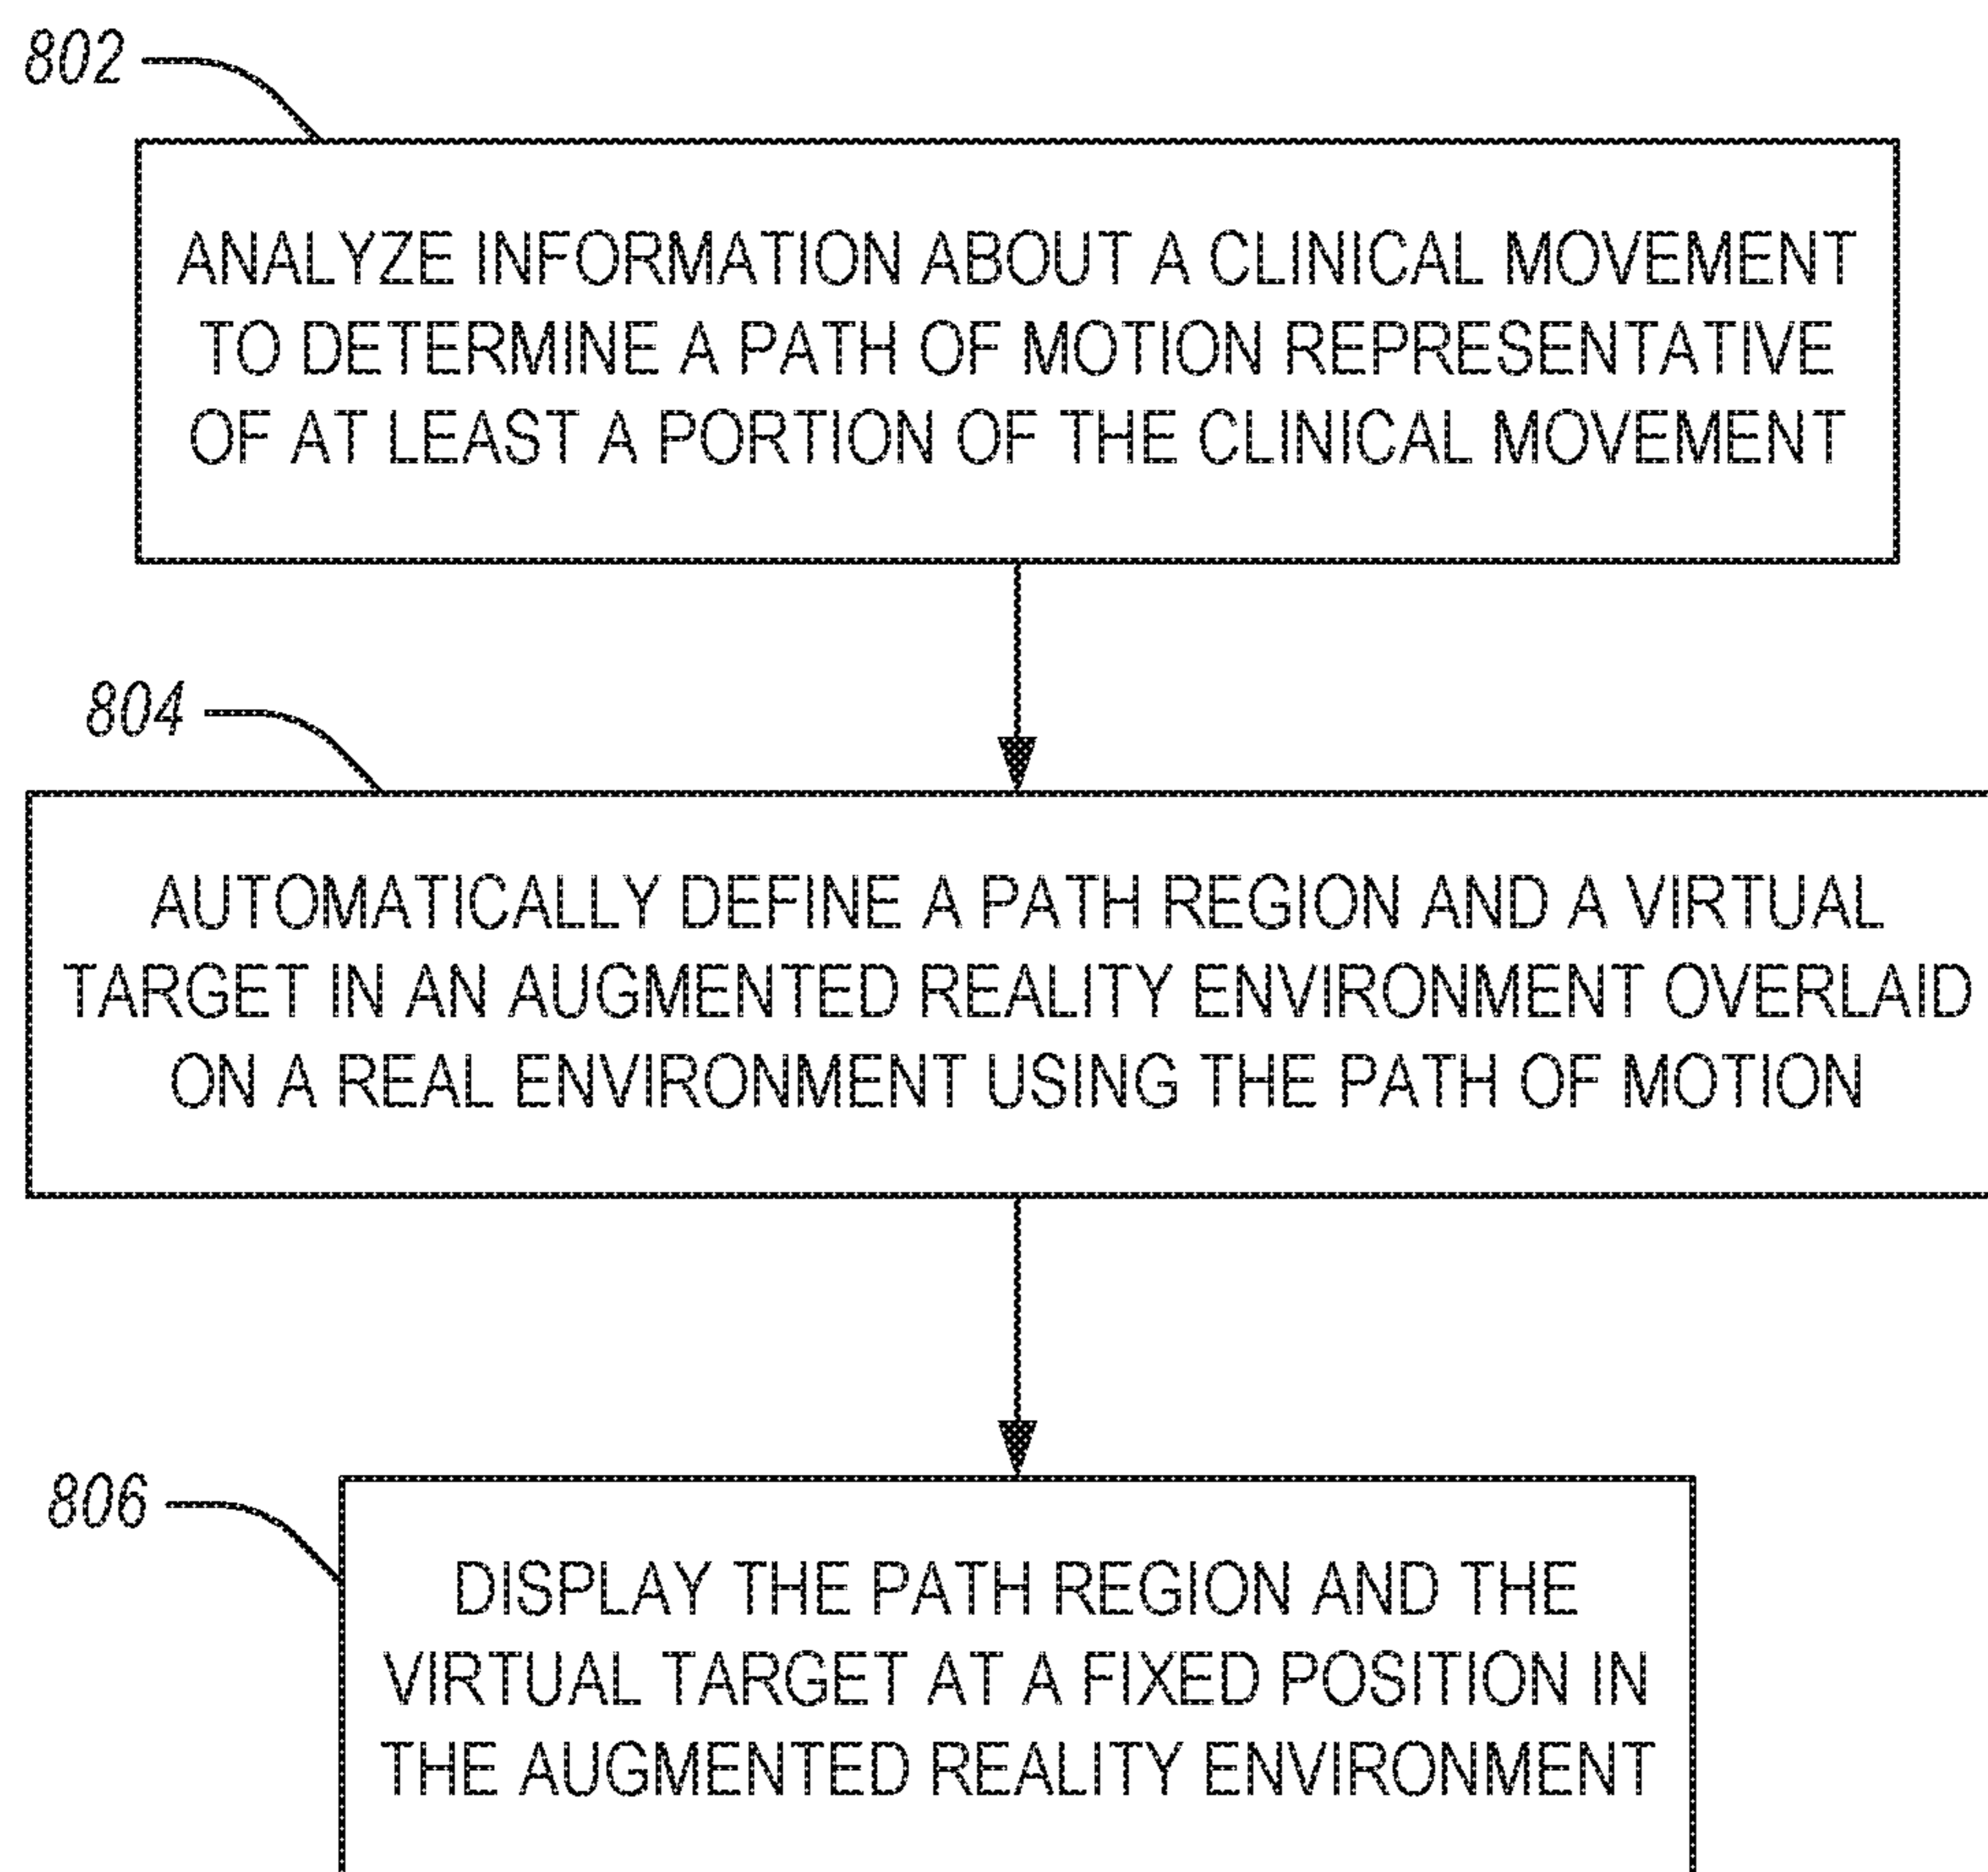 802
ANALYZE INFORMATION ABOUT A CLINICAL MOVEMENT
TO DETERMINE A PATH OF MOTION REPRESENTATIVE
OF AT LEAST A PORTION OF THE CLINICAL MOVEMENT
804
AUTOMATICALLY DEFINE A PATH REGION AND A VIRTUAL
TARGET IN AN AUGMENTED REALITY ENVIRONMENT OVERLAID
ON A REAL ENVIRONMENT USING THE PATH OF MOTION
806
DISPLAY THE PATH REGION AND THE
VIRTUAL TARGET AT A FIXED POSITION IN
THE AUGMENTED REALITY ENVIRONMENT